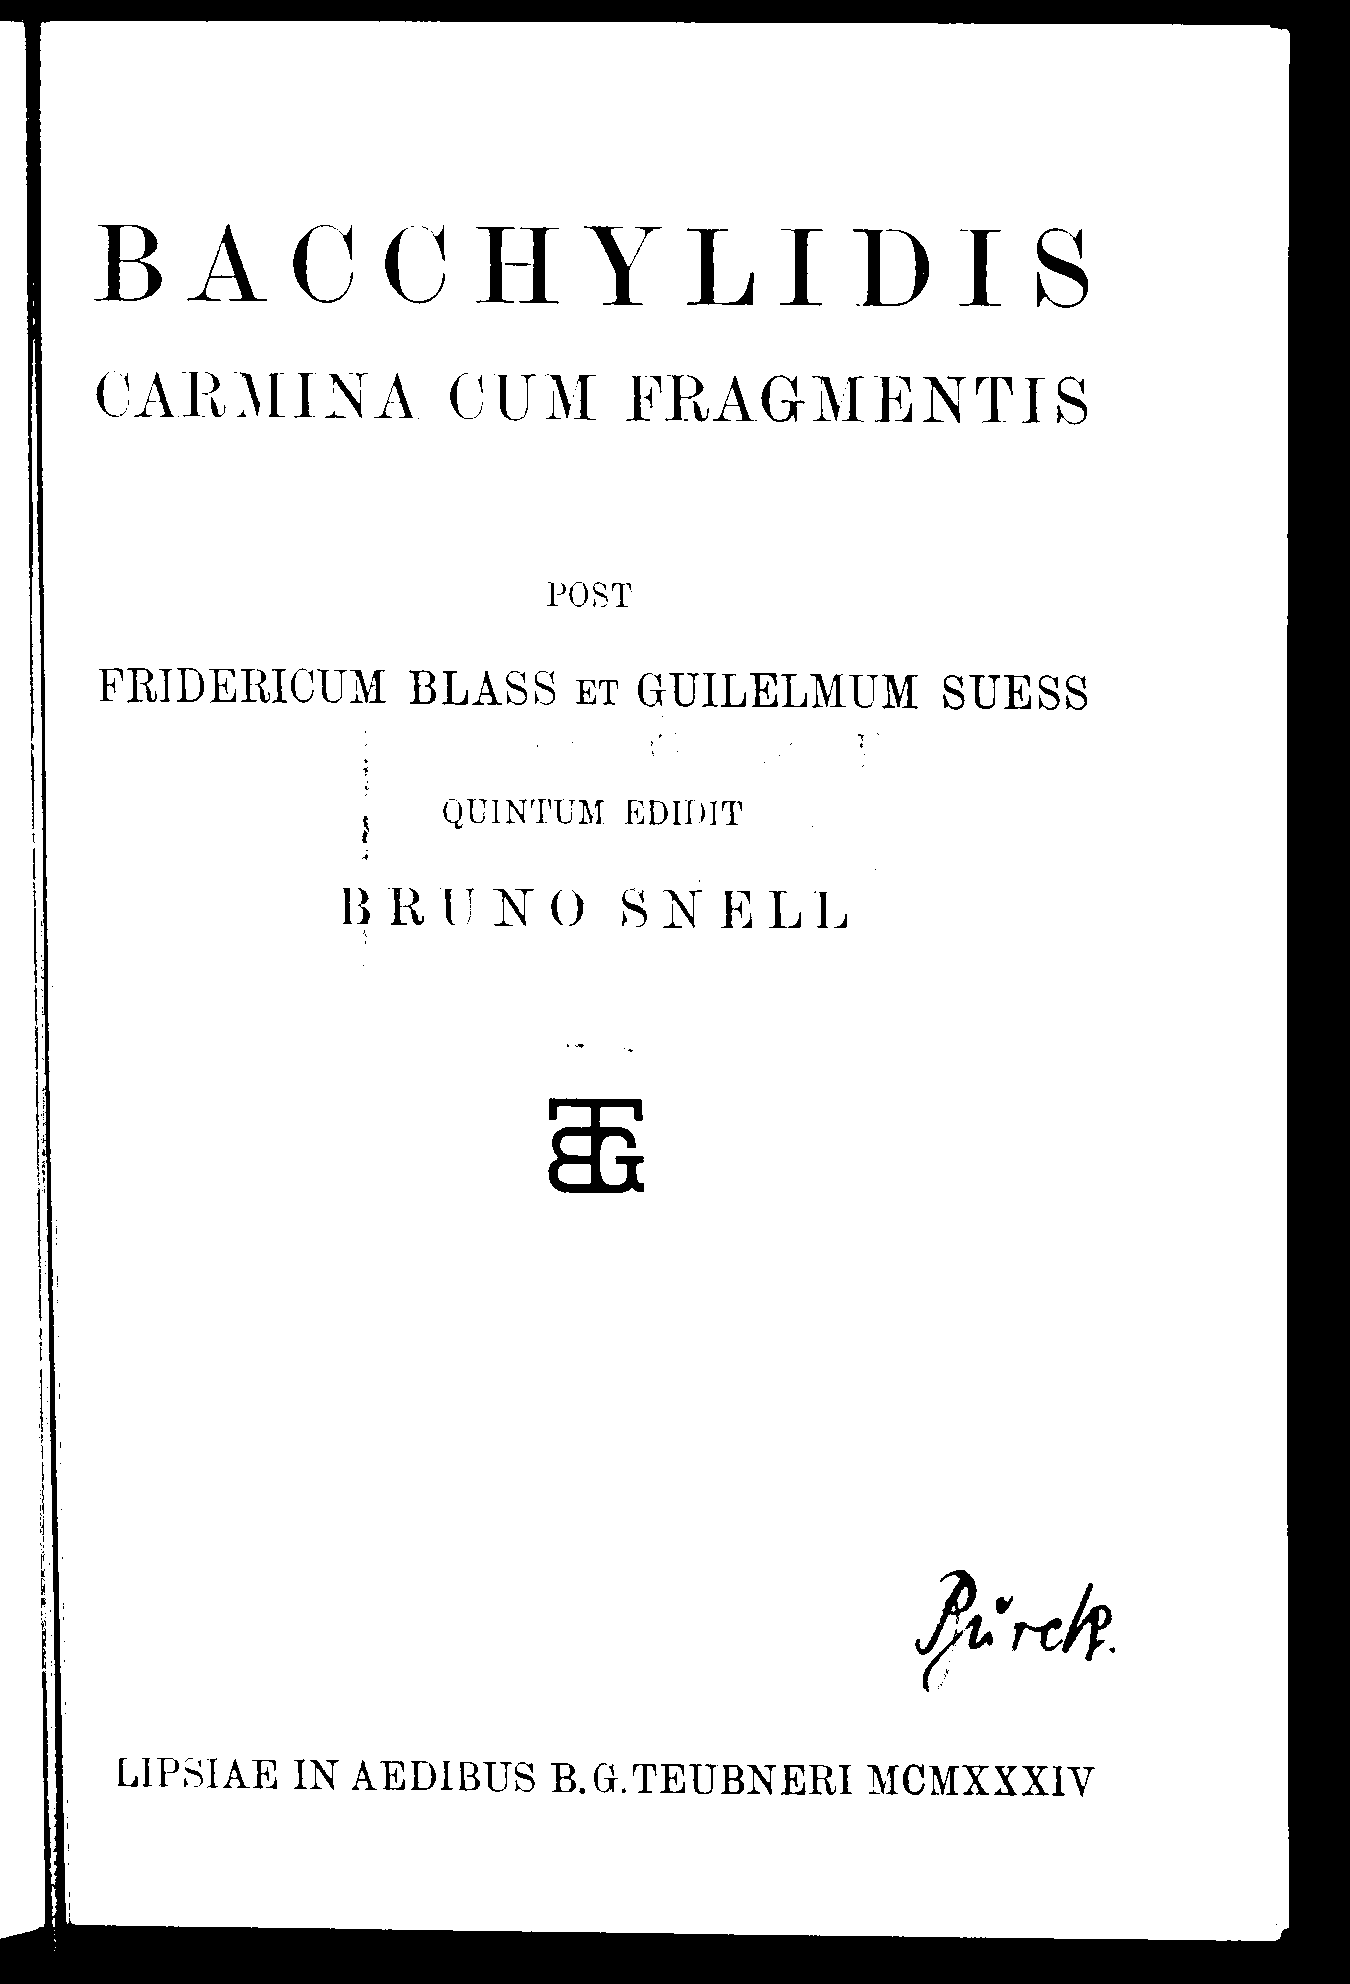 BACCHYLIDIS
CARMINA CUM FRAGMENTIS
POST
FRIDERICUM BLASS ET GUILELMUM SUESS
QUINTUM EDIDIT
BRUNO SNELL
BTG
LIPSIAE IN AEDIBUS B.G.TEUBNERI MCMXXXIV